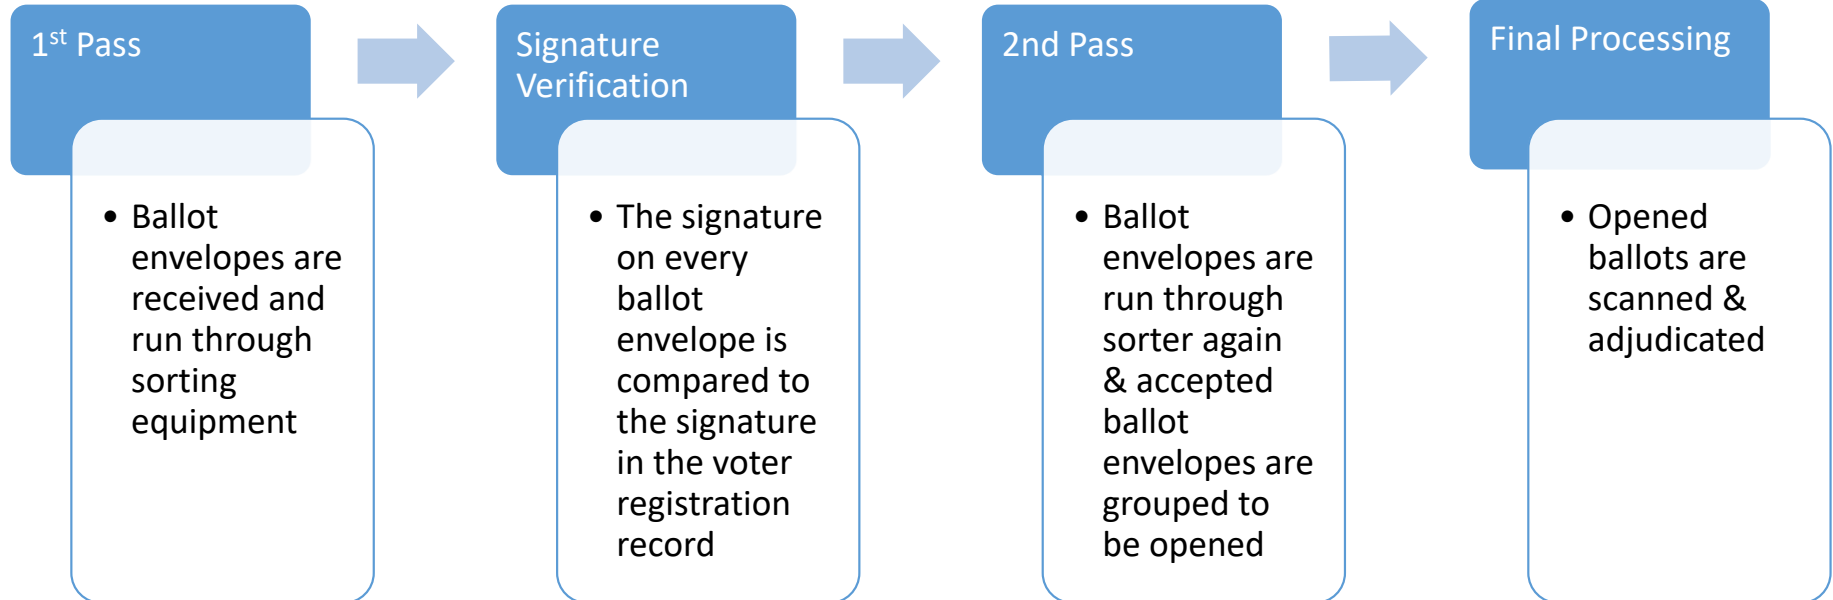 1st Pass
• Ballot
envelopes are
received and
run through
sorting
equipment
Signature
Verification
• The signature
on every
ballot
envelope is
compared to
the signature
in the voter
registration
record
2nd Pass
• Ballot
envelopes are
run through
sorter again
& accepted
ballot
envelopes are
grouped to
be opened
Final Processing
• Opened
ballots are
scanned &
adjudicated